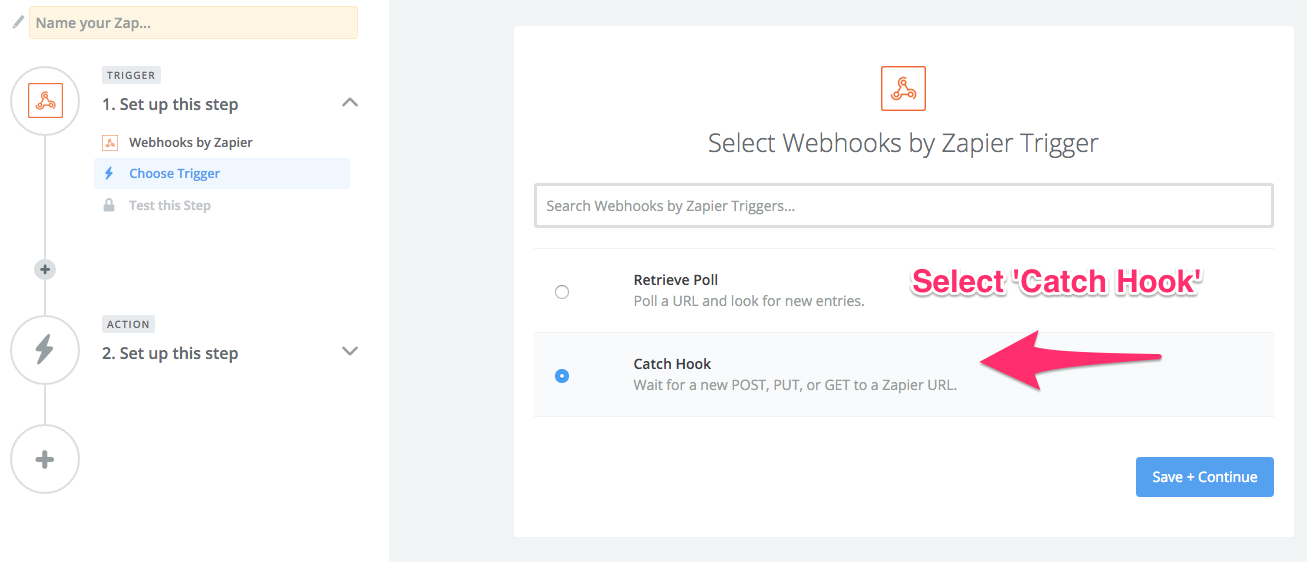 Name your Zap...
TRIGGER
1. Set up this step
Webhooks by Zapier
Choose Trigger
Test this Step
ACTION
2. Set up this step
Select Webhooks by Zapier Trigger
Search Webhooks by Zapier Triggers...
Retrieve Poll
Poll a URL and look for new entries.
Select 'Catch Hook'
Catch Hook
Wait for a new POST, PUT, or GET to a Zapier URL.
Save + Continue